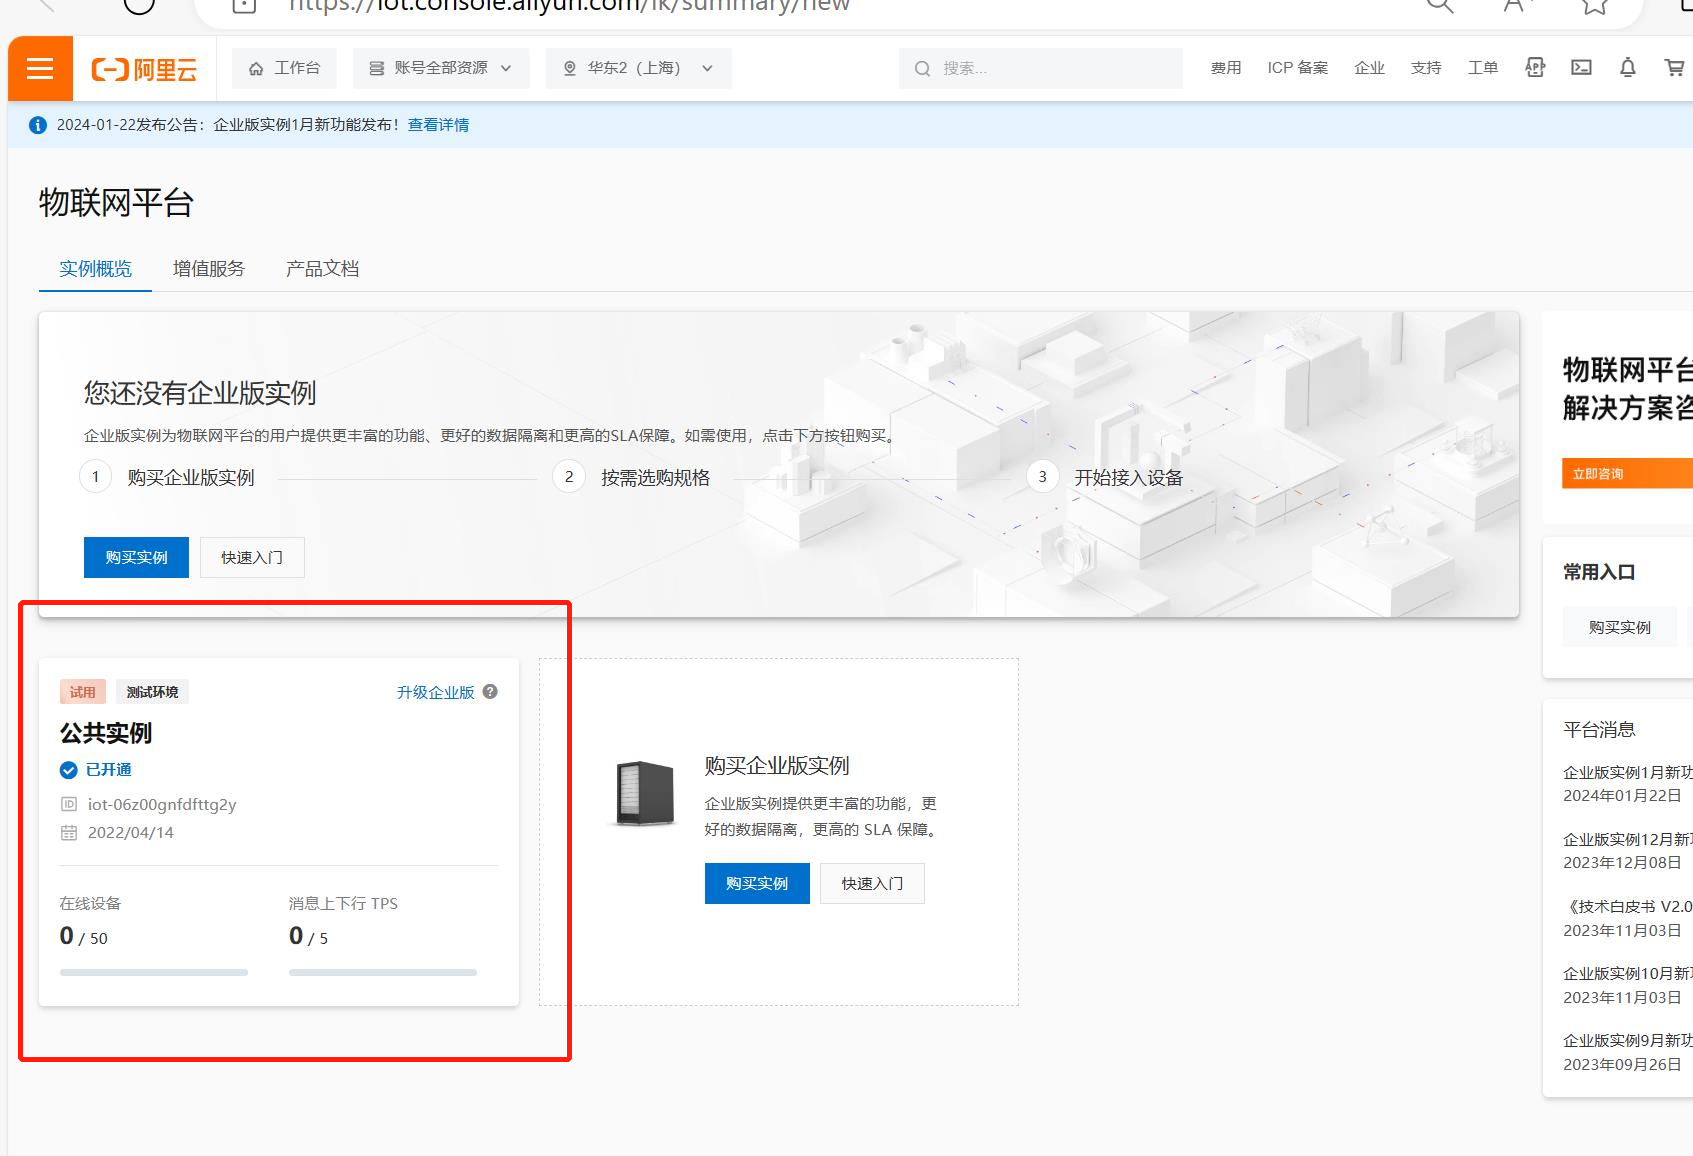 https://iot.console.aliyun.com/lk/summary/new
阿里云
工作台
账号全部资源
华东2（上海）
搜索...
费用
ICP 备案
企业
支持
工单
2024-01-22发布公告：企业版实例1月新功能发布！查看详情
物联网平台
实例概览
增值服务
产品文档
您还没有企业版实例
企业版实例为物联网平台的用户提供更丰富的功能、更好的数据隔离和更高的SLA保障。如需使用，点击下方按钮购买。
1 购买企业版实例
2 按需选购规格
3 开始接入设备
购买实例
快速入门
试用
测试环境
升级企业版
公共实例
已开通
ID iot-06z00gnfdfttg2y
2022/04/14
在线设备
0 / 50
消息上下行 TPS
0 / 5
购买企业版实例
企业版实例提供更丰富的功能，更
好的数据隔离，更高的 SLA 保障。
购买实例
快速入门
物联网平台
解决方案咨
立即咨询
常用入口
购买实例
平台消息
企业版实例1月新功
2024年01月22日
企业版实例12月新
2023年12月08日
《技术白皮书 V2.0
2023年11月03日
企业版实例10月新
2023年11月03日
企业版实例9月新功
2023年09月26日